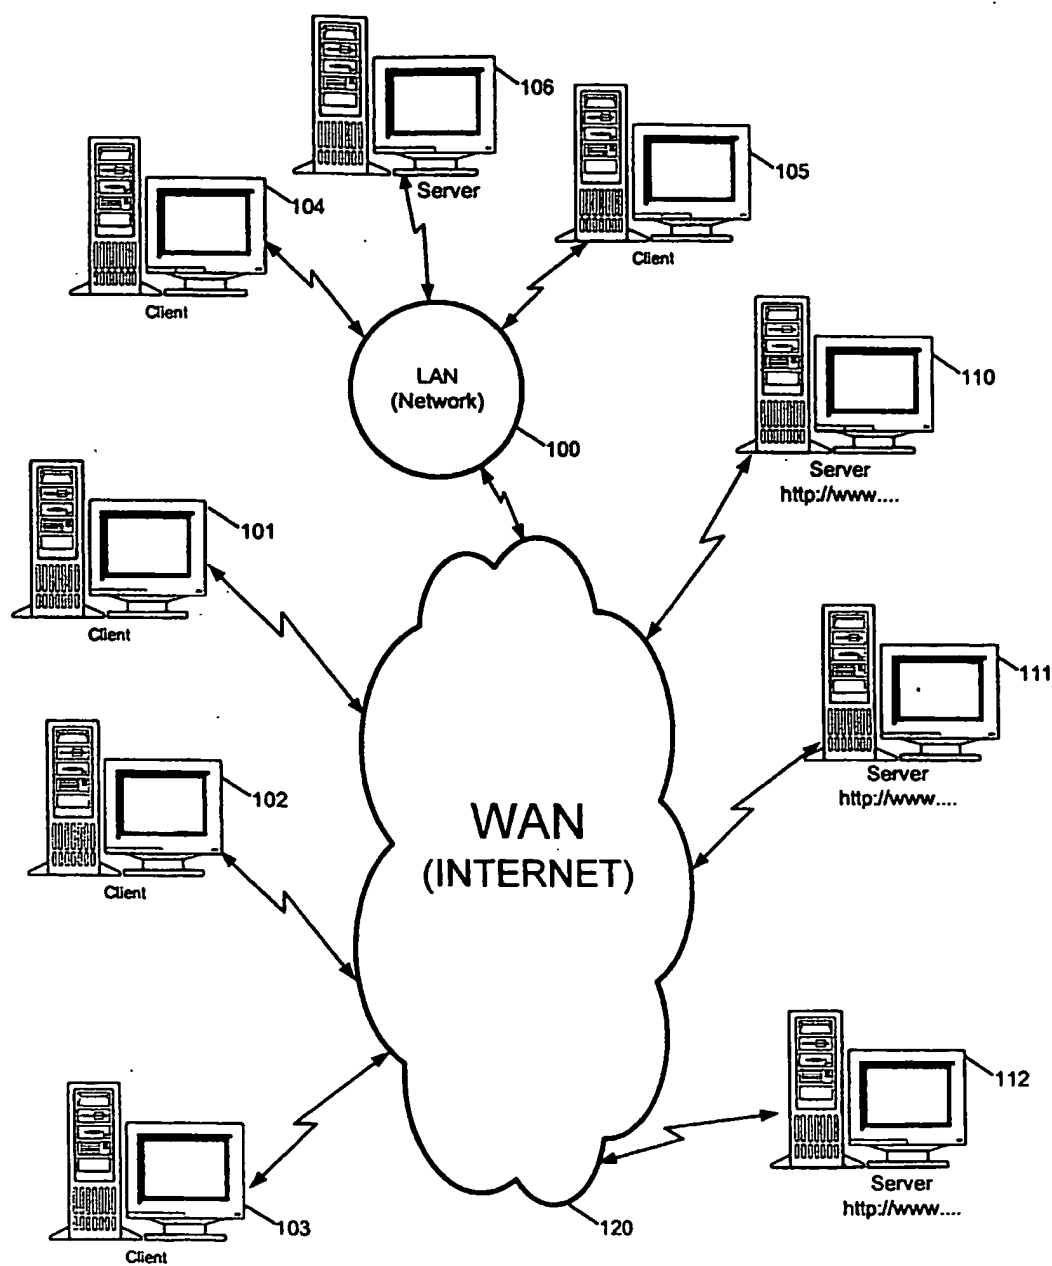 106
Server
105
Client
104
Client
LAN
(Network)
100
110
Server
http://www....
101
Client
111
Server
http://www....
102
Client
WAN
(INTERNET)
112
Server
http://www....
103
Client
120